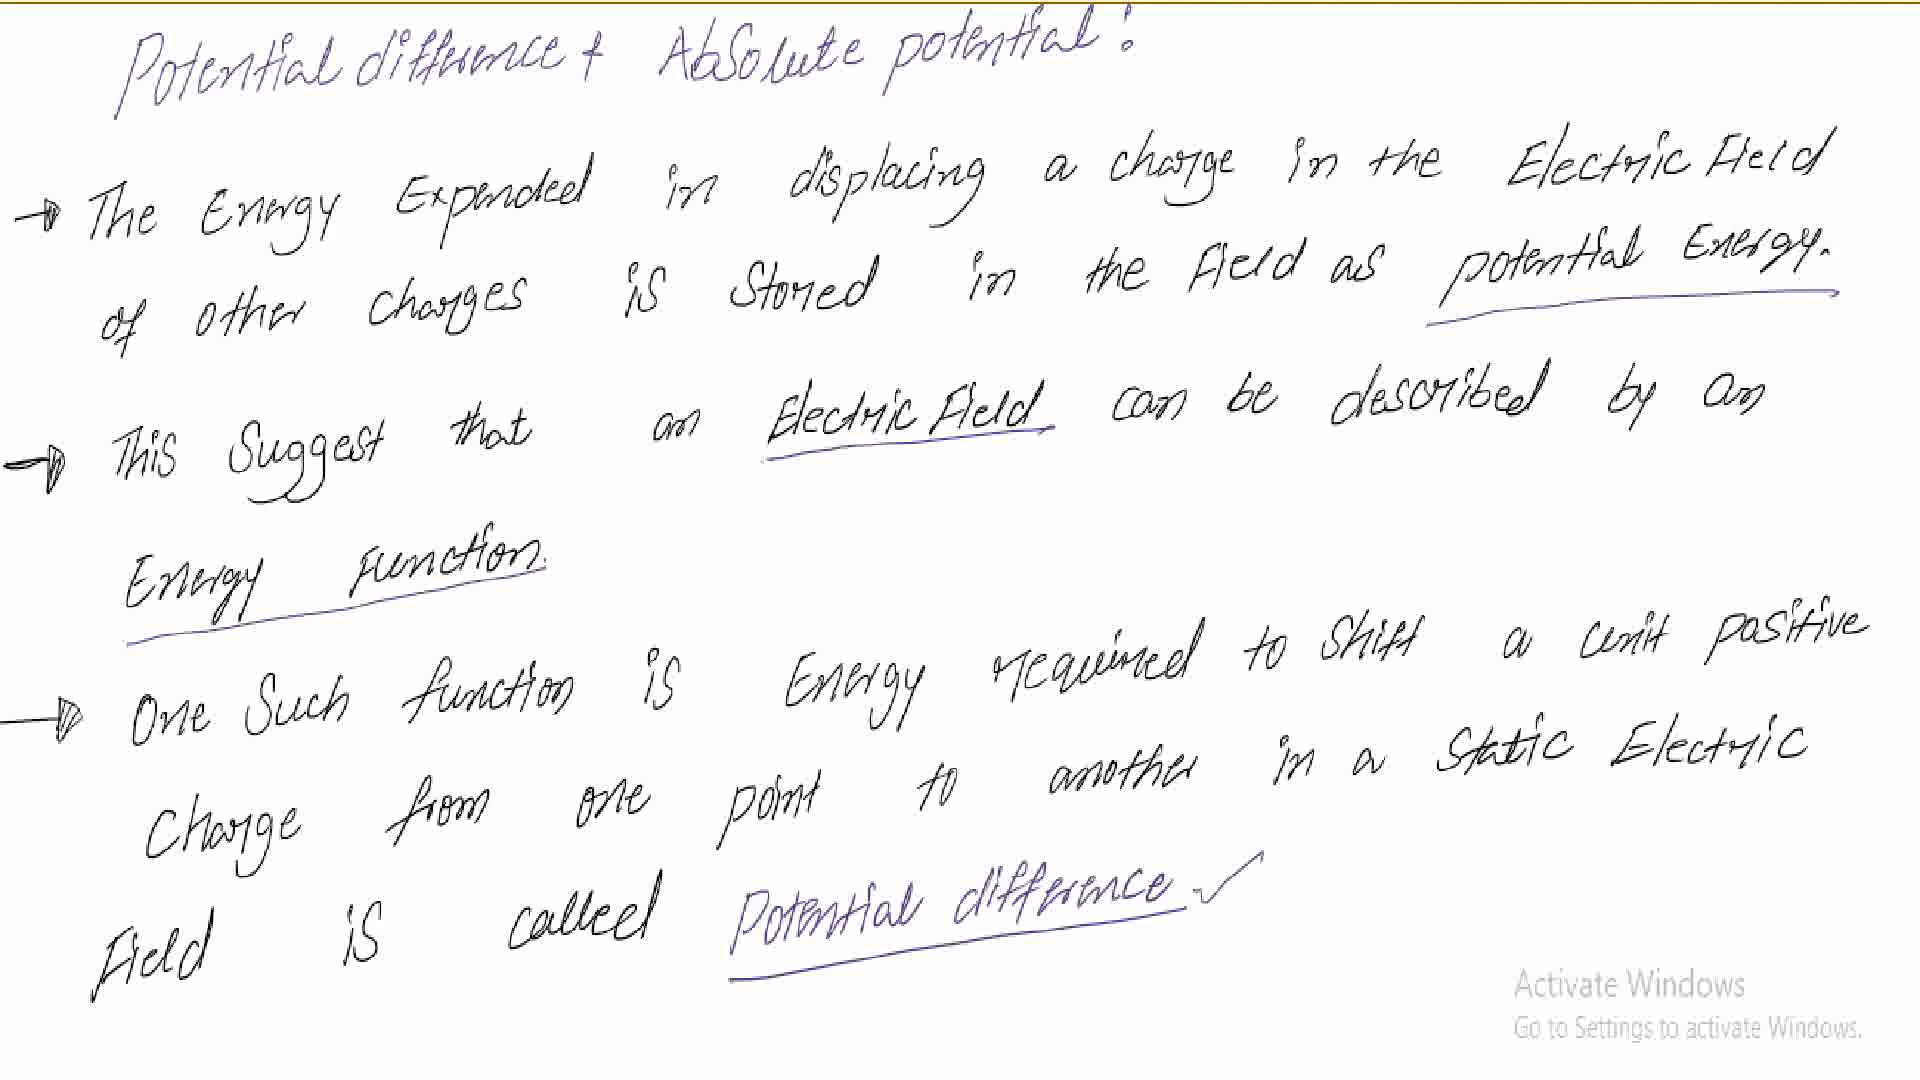 Potential difference & Absolute potential:
→ The Energy Expended in displacing a charge in the Electric Field
of other charges is stored in the Field as potential Energy.
→ This Suggest that an Electric Field can be described by an
Energy Function.
→ One Such function is Energy required to shift a unit positive
Charge from one point to another in a Static Electric
Field is called Potential difference ✓
Activate Windows
Go to Settings to activate Windows.